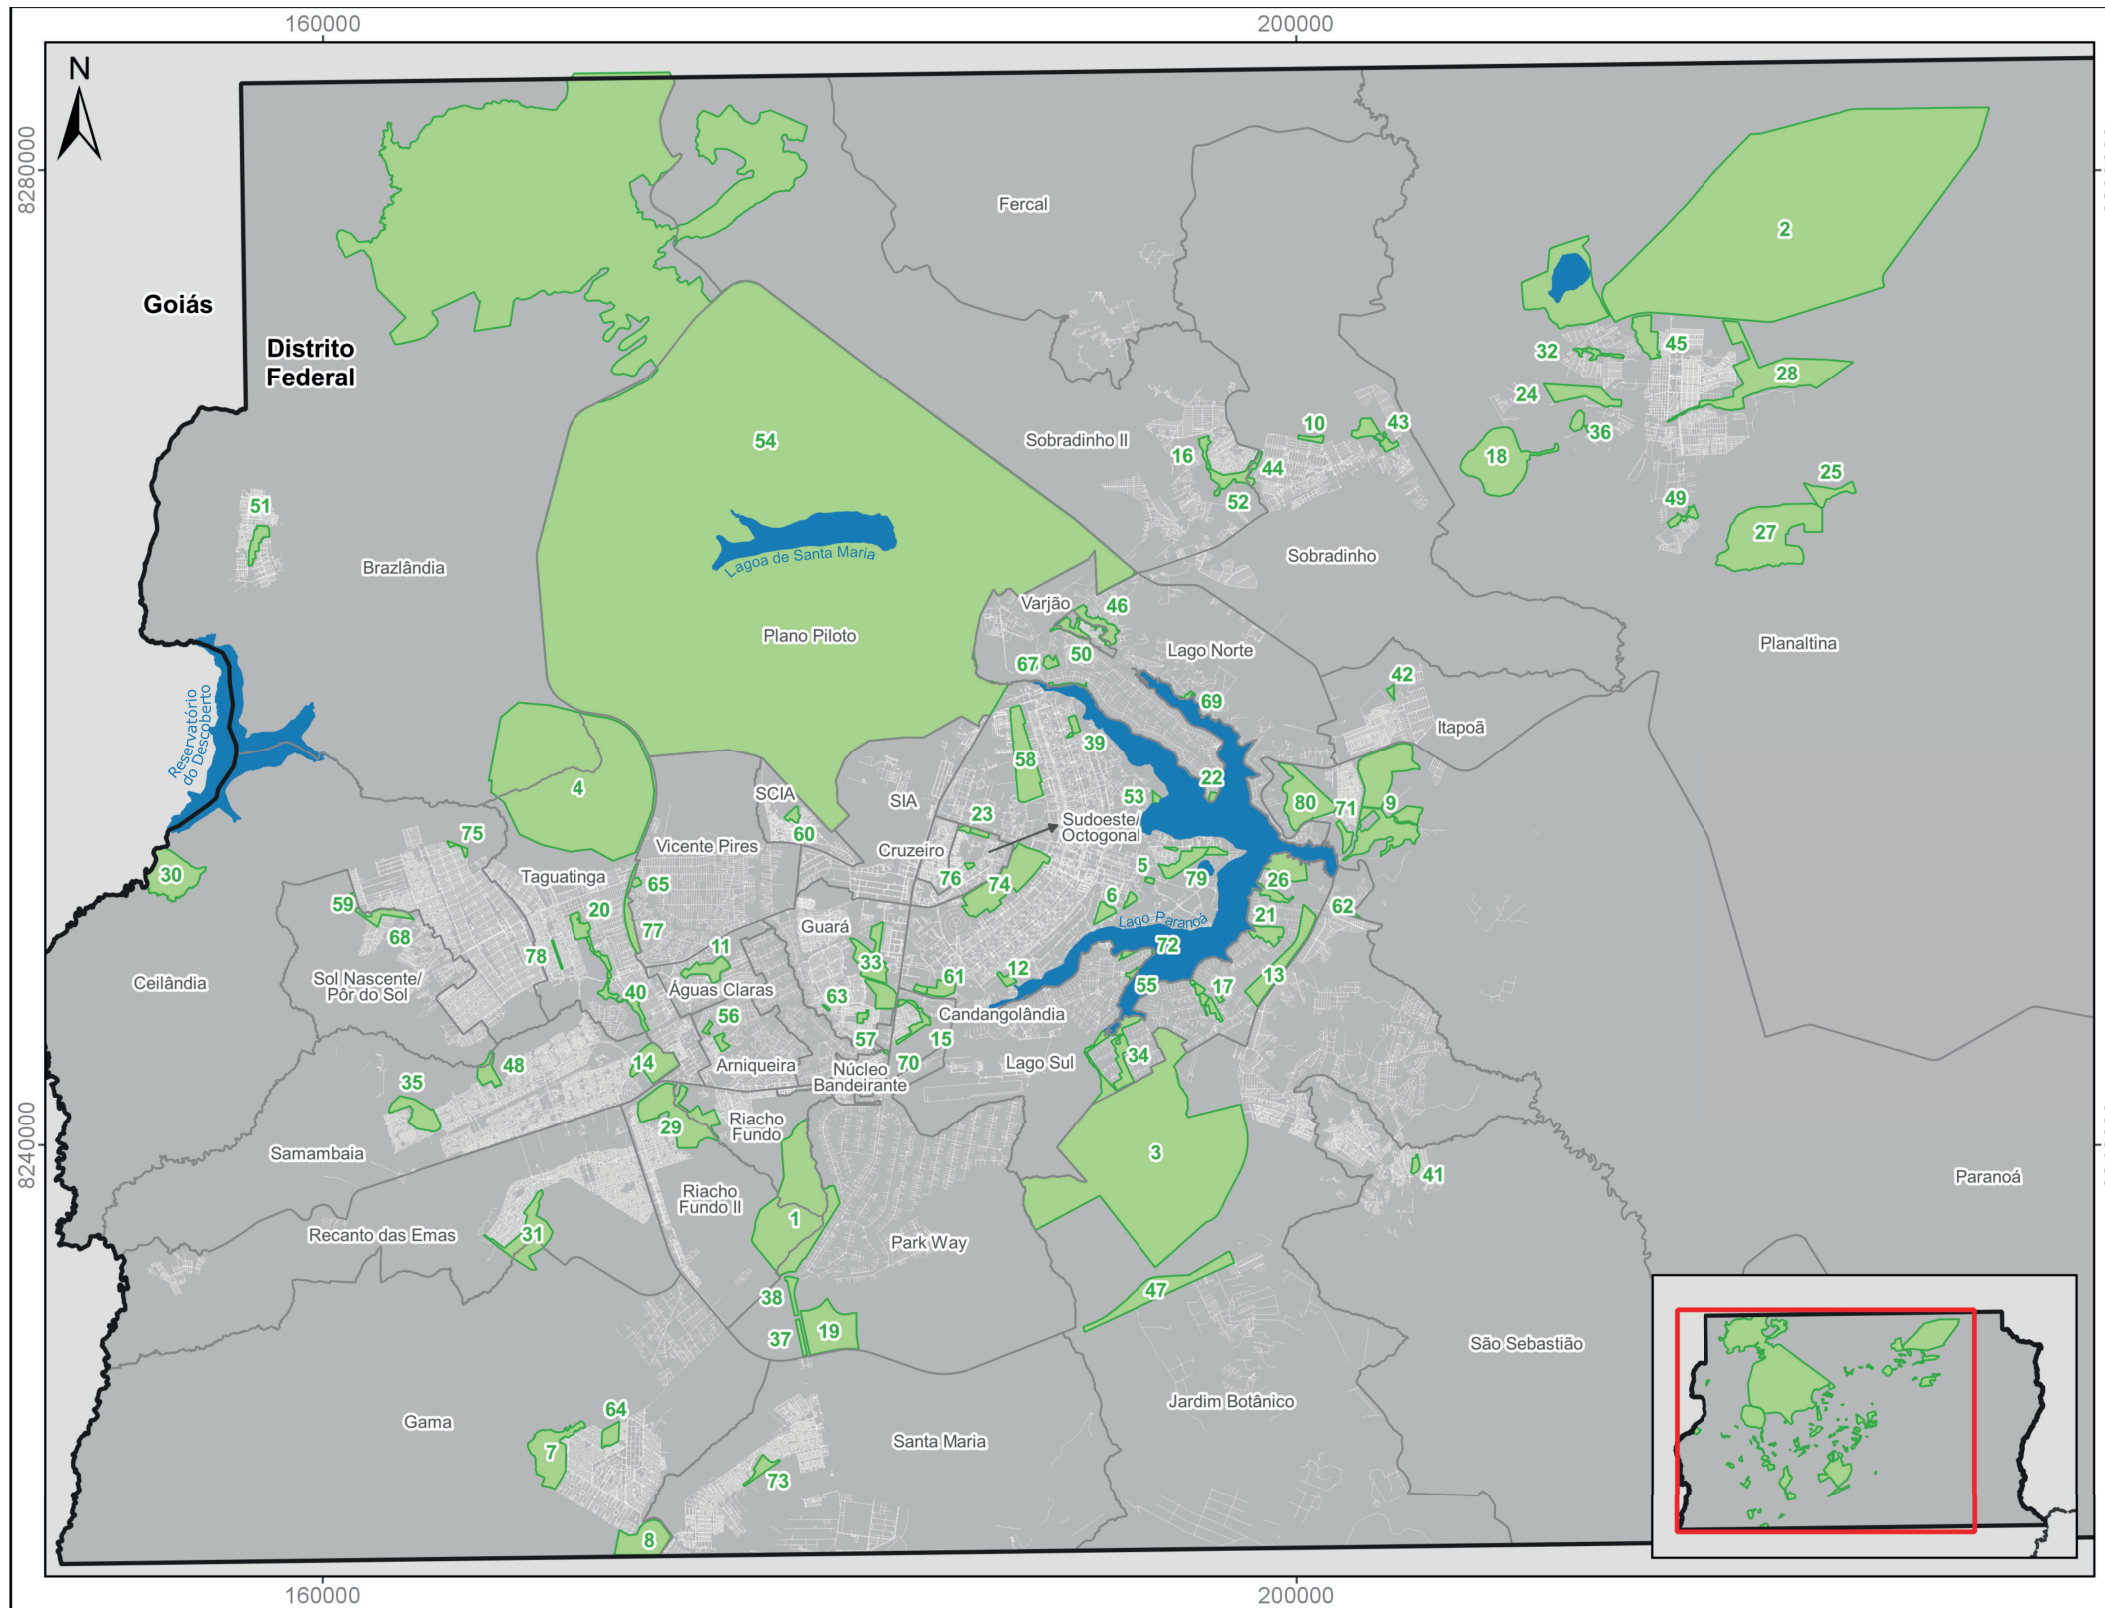 160000
200000
N
8280000
Fercal
2
Goiás
Distrito
Federal
45
32
28
24
10
43
36
54
Sobradinho II
16
18
44
25
49
52
51
27
Lagoa de Santa Maria
Sobradinho
Brazlândia
Varjão
46
Plano Piloto
Planaltina
50
Lago Norte
67
42
69
Reservatório
do Descoberto
Itapoã
39
58
22
4
SCIA
SIA
53
80
71
9
23
Sudoeste/
Octogonal
60
75
Vicente Pires
Cruzeiro
5
30
Taguatinga
76
74
79
26
65
6
59
20
62
21
Lago Paranoá
Guará
77
68
11
72
78
33
12
13
61
Ceilândia
Sol Nascente/
Pôr do Sol
55
17
40
Águas Claras
63
56
Candangolândia
57
15
14
48
Arniqueira
Núcleo
Bandeirante
70
Lago Sul
34
35
Riacho
Fundo
29
8240000
Samambaia
3
41
Paranoá
Riacho
Fundo II
1
31
Recanto das Emas
Park Way
47
38
19
37
São Sebastião
Jardim Botânico
64
Gama
7
Santa Maria
73
8
160000
200000